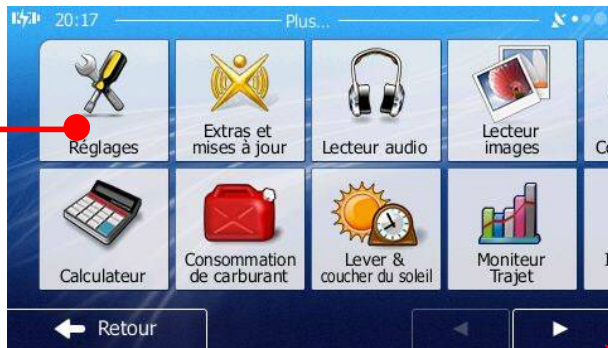 20:17 Plus...
Réglages
Extras et
mises à jour
Lecteur audio
Lecteur
images
Calculateur
Consommation
de carburant
Lever &
coucher du soleil
Moniteur
Trajet
Retour